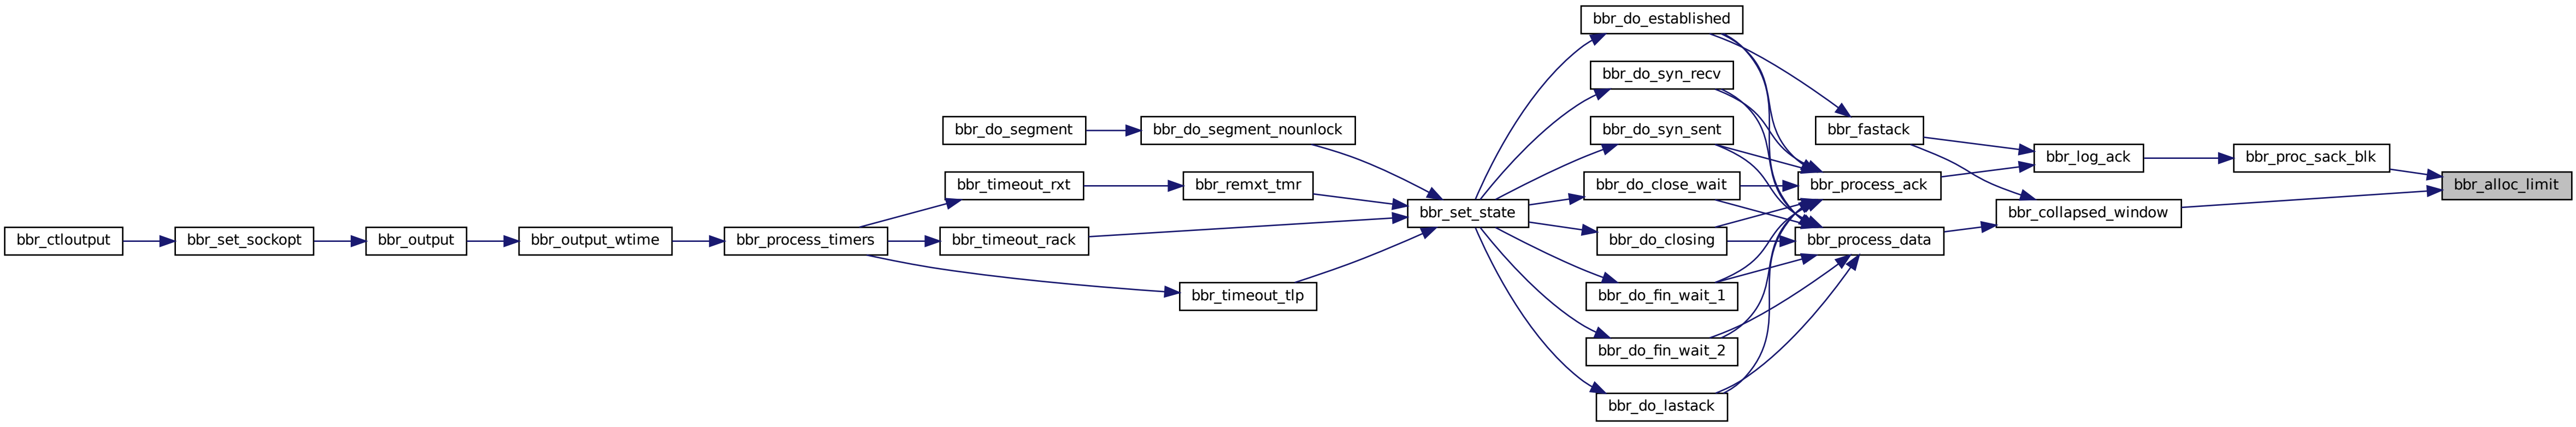 bbr_do_established
bbr_do_syn_recv
bbr_do_segment
bbr_do_segment_nounlock
bbr_do_syn_sent
bbr_fastack
bbr_log_ack
bbr_proc_sack_blk
bbr_timeout_rxt
bbr_remxt_tmr
bbr_do_close_wait
bbr_process_ack
bbr_alloc_limit
bbr_set_state
bbr_collapsed_window
bbr_ctloutput
bbr_set_sockopt
bbr_output
bbr_output_wtime
bbr_process_timers
bbr_timeout_rack
bbr_do_closing
bbr_process_data
bbr_timeout_tlp
bbr_do_fin_wait_1
bbr_do_fin_wait_2
bbr_do_lastack